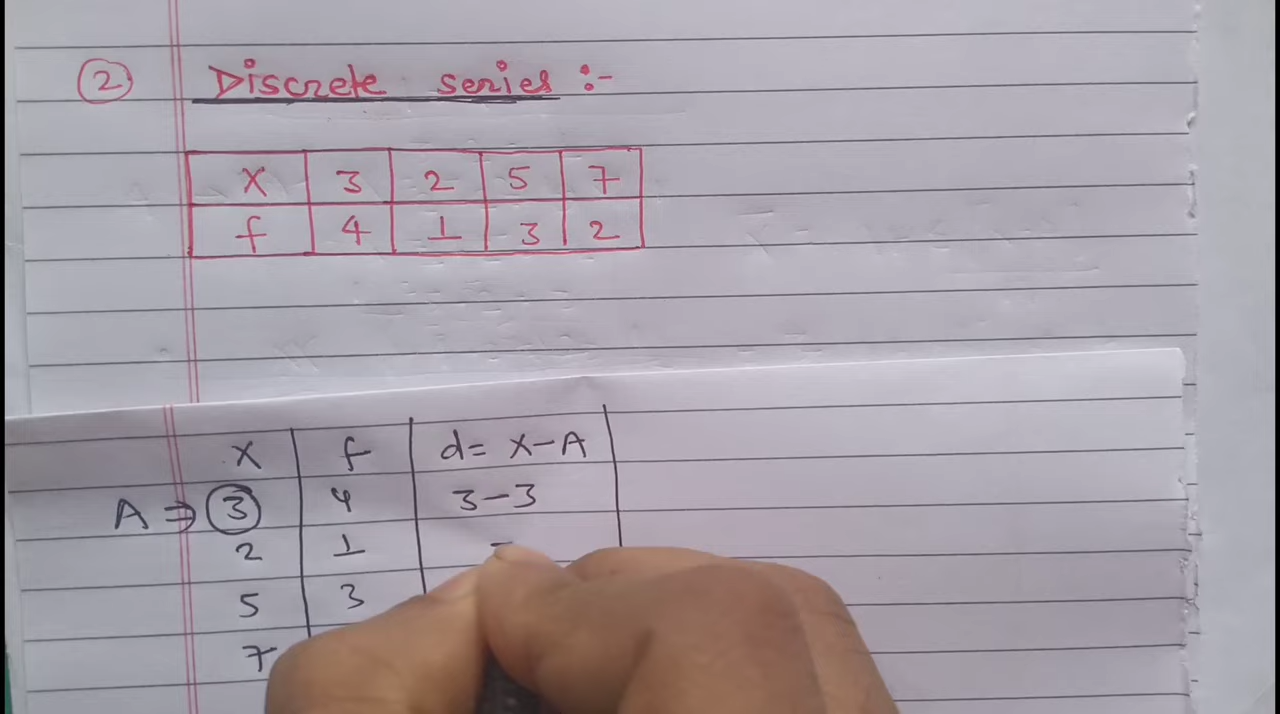 ② Discrete series :-
X 3 2 5 7
f 4 1 3 2
X f d= X-A
A ⇒ 3 4 3-3
2 1 -
5 3
7